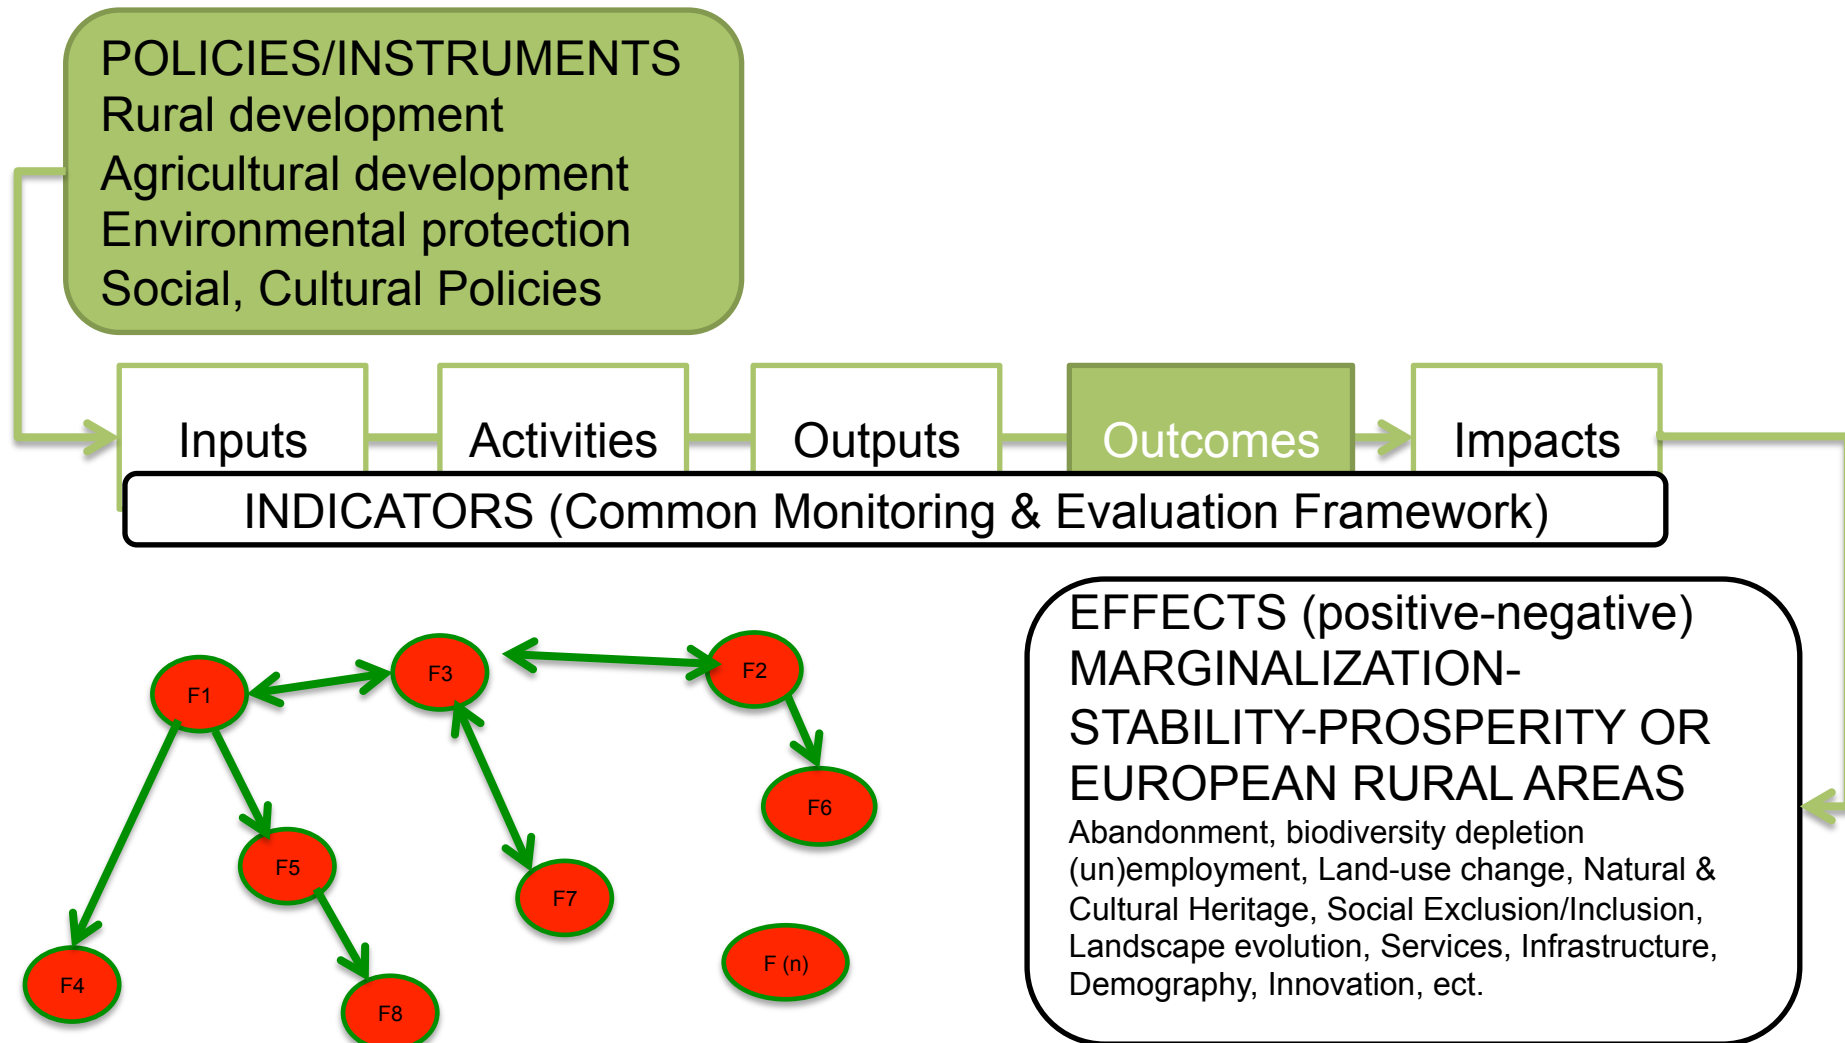 POLICIES/INSTRUMENTS
Rural development
Agricultural development
Environmental protection
Social, Cultural Policies
Inputs
Activities
Outputs
Outcomes
Impacts
INDICATORS (Common Monitoring & Evaluation Framework)
EFFECTS (positive-negative)
MARGINALIZATION-
STABILITY-PROSPERITY OR
EUROPEAN RURAL AREAS
Abandonment, biodiversity depletion
(un)employment, Land-use change, Natural &
Cultural Heritage, Social Exclusion/Inclusion,
Landscape evolution, Services, Infrastructure,
Demography, Innovation, ect.
F1
F3
F2
F6
F5
F7
F4
F8
F (n)